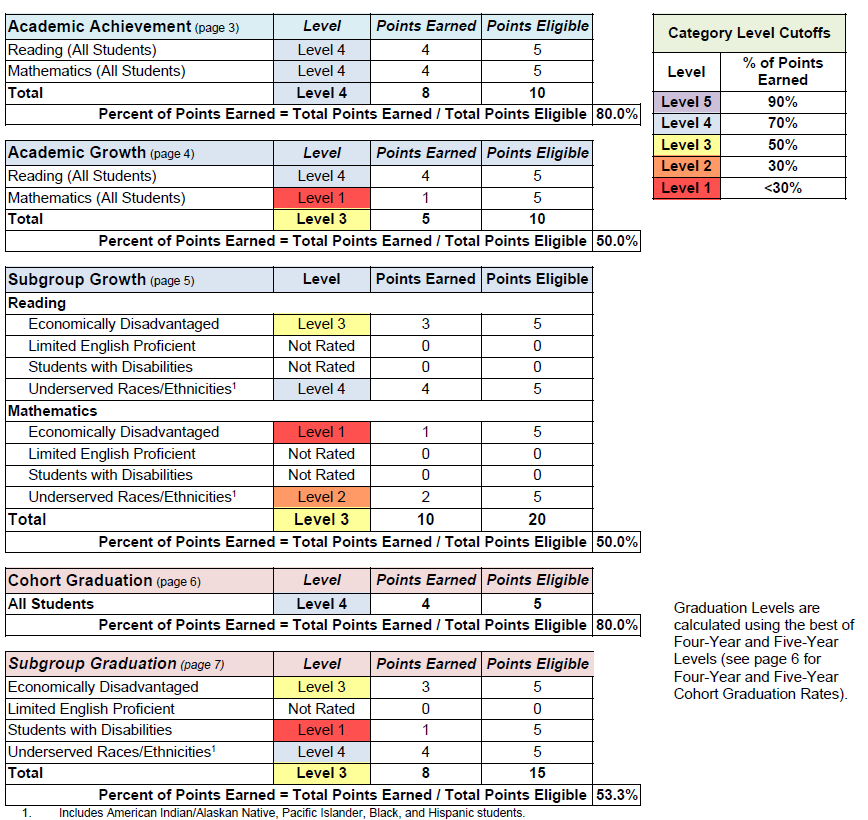 Academic Achievement (page 3) Level Points Earned Points Eligible
Reading (All Students) Level 4 4 5
Mathematics (All Students) Level 4 4 5
Total Level 4 8 10
Percent of Points Earned = Total Points Earned / Total Points Eligible 80.0%
Category Level Cutoffs
Level % of Points Earned
Level 5 90%
Level 4 70%
Level 3 50%
Level 2 30%
Level 1 <30%
Academic Growth (page 4) Level Points Earned Points Eligible
Reading (All Students) Level 4 4 5
Mathematics (All Students) Level 1 1 5
Total Level 3 5 10
Percent of Points Earned = Total Points Earned / Total Points Eligible 50.0%
Subgroup Growth (page 5) Level Points Earned Points Eligible
Reading
Economically Disadvantaged Level 3 3 5
Limited English Proficient Not Rated 0 0
Students with Disabilities Not Rated 0 0
Underserved Races/Ethnicities¹ Level 4 4 5
Mathematics
Economically Disadvantaged Level 1 1 5
Limited English Proficient Not Rated 0 0
Students with Disabilities Not Rated 0 0
Underserved Races/Ethnicities¹ Level 2 2 5
Total Level 3 10 20
Percent of Points Earned = Total Points Earned / Total Points Eligible 50.0%
Cohort Graduation (page 6) Level Points Earned Points Eligible
All Students Level 4 4 5
Percent of Points Earned = Total Points Earned / Total Points Eligible 80.0%
Graduation Levels are
calculated using the best of
Four-Year and Five-Year
Levels (see page 6 for
Four-Year and Five-Year
Cohort Graduation Rates).
Subgroup Graduation (page 7) Level Points Earned Points Eligible
Economically Disadvantaged Level 3 3 5
Limited English Proficient Not Rated 0 0
Students with Disabilities Level 1 1 5
Underserved Races/Ethnicities¹ Level 4 4 5
Total Level 3 8 15
Percent of Points Earned = Total Points Earned / Total Points Eligible 53.3%
1. Includes American Indian/Alaskan Native, Pacific Islander, Black, and Hispanic students.